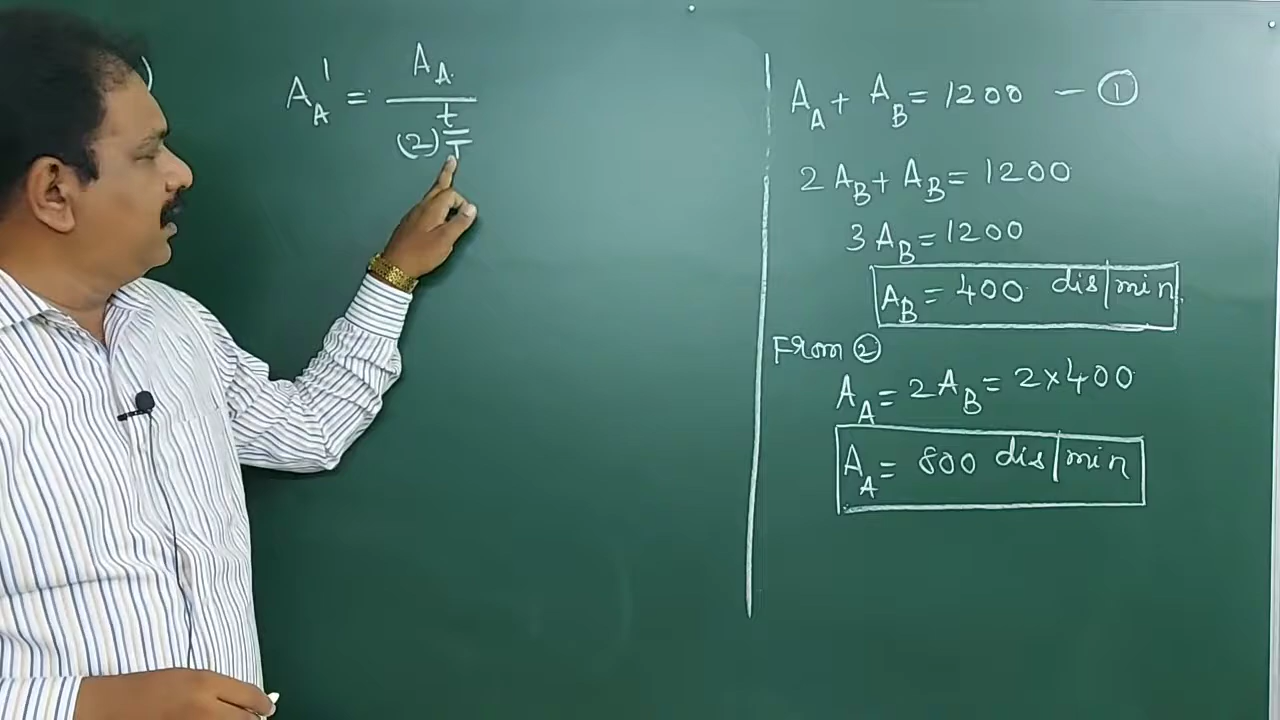 )
A_A^1 = A_A / (2)^{t/T}
A_A + A_B = 1200 - ①
2 A_B + A_B = 1200
3 A_B = 1200
A_B = 400 dis/min
From ②
A_A = 2 A_B = 2 × 400
A_A = 800 dis/min